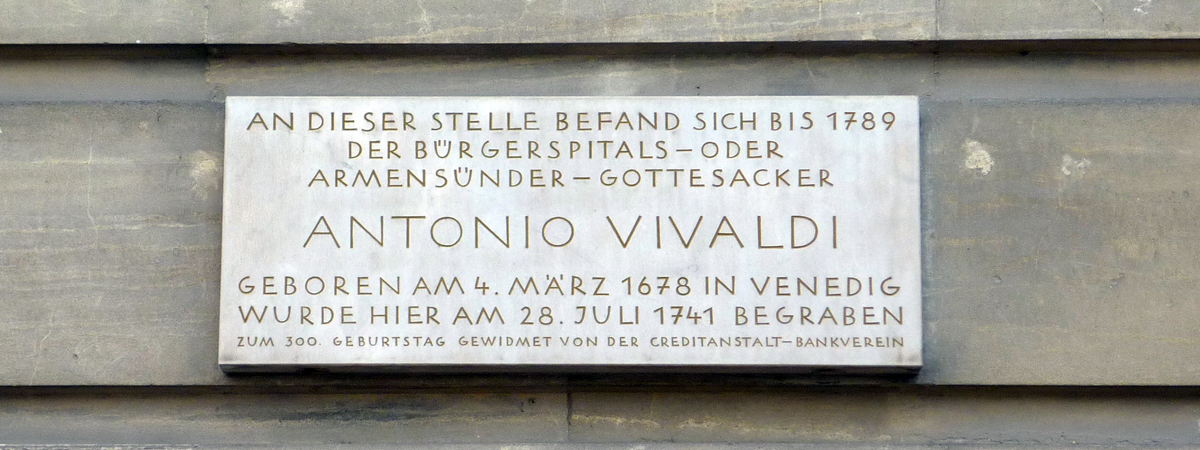 AN DIESER STELLE BEFAND SICH BIS 1789
DER BÜRGERSPITALS–ODER
ARMENSÜNDER–GOTTESACKER
ANTONIO VIVALDI
GEBOREN AM 4. MÄRZ 1678 IN VENEDIG
WURDE HIER AM 28. JULI 1741 BEGRABEN
ZUM 300. GEBURTSTAG GEWIDMET VON DER CREDITANSTALT–BANKVEREIN